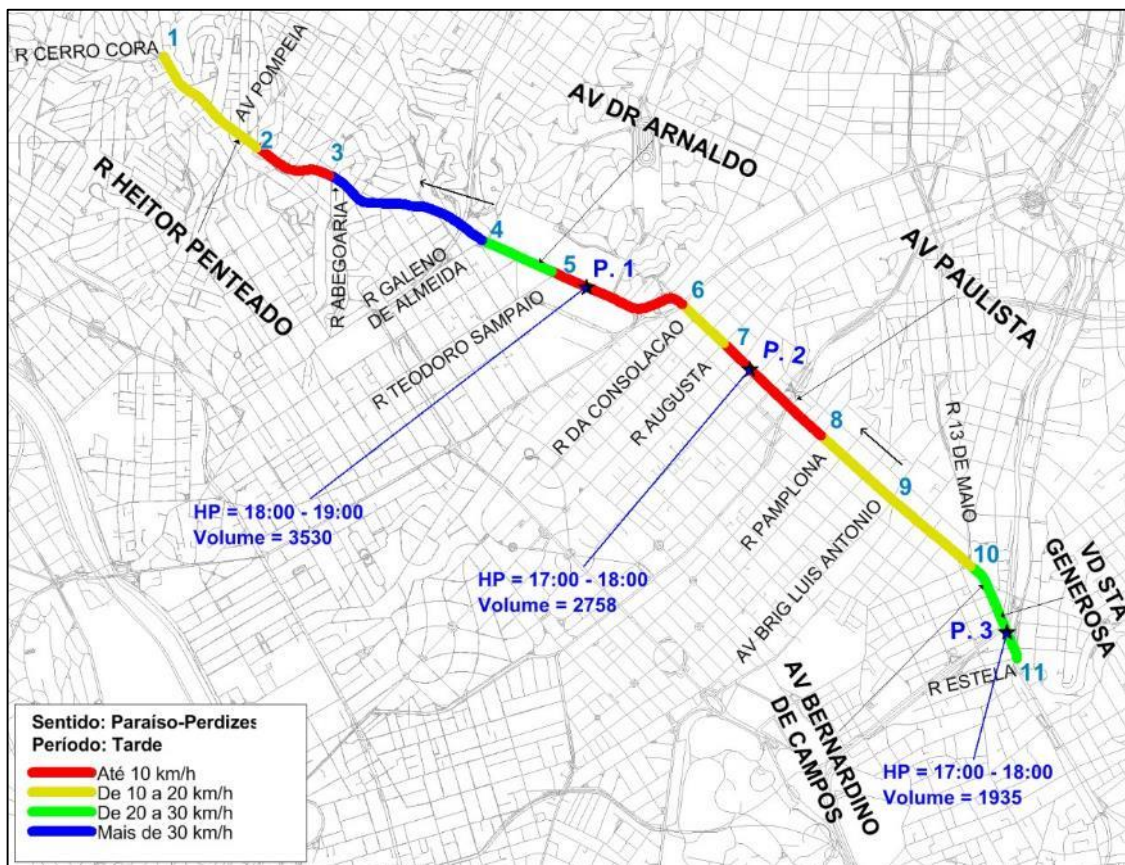 R CERRO CORA
1
AV POMPEIA
2
3
R HEITOR PENTEADO
R ABEGOARIA
R GALENO
DE ALMEIDA
4
AV DR ARNALDO
5
P. 1
R TEODORO SAMPAIO
6
R DA CONSOLACAO
7
P. 2
R AUGUSTA
AV PAULISTA
8
R PAMPLONA
9
AV BRIG LUIS ANTONIO
R 13 DE MAIO
10
VD STA
GENEROSA
P. 3
R ESTELA
11
AV BERNARDINO
DE CAMPOS
HP = 18:00 - 19:00
Volume = 3530
HP = 17:00 - 18:00
Volume = 2758
HP = 17:00 - 18:00
Volume = 1935
Sentido: Paraíso-Perdizes
Período: Tarde
Até 10 km/h
De 10 a 20 km/h
De 20 a 30 km/h
Mais de 30 km/h